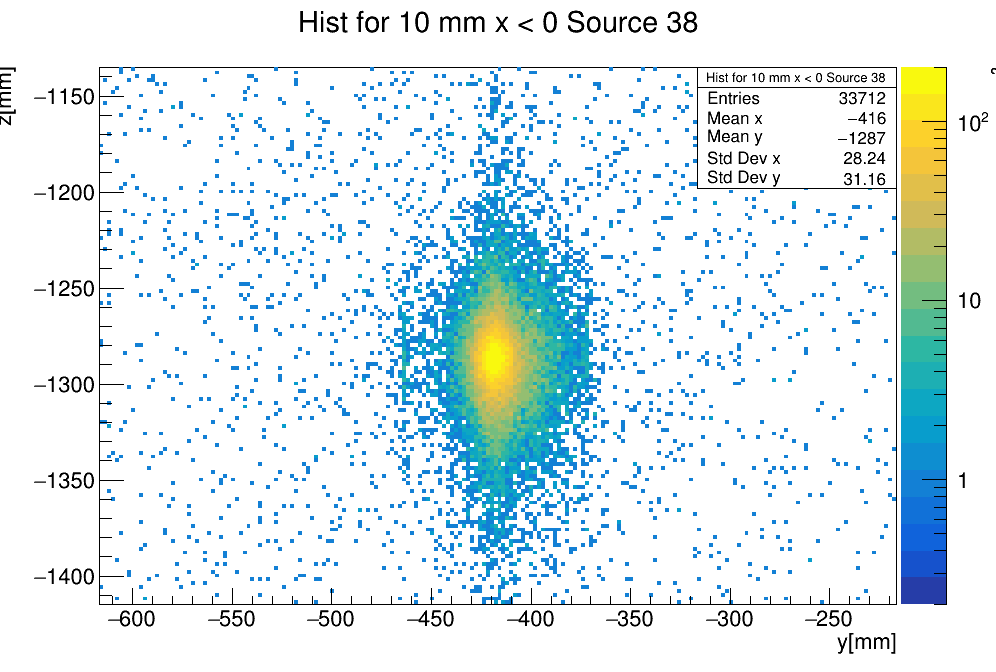 Hist for 10 mm x < 0 Source 38
z[mm]
Hist for 10 mm x < 0 Source 38
Entries 33712
Mean x −416
Mean y −1287
Std Dev x 28.24
Std Dev y 31.16
−1150
−1200
−1250
−1300
−1350
−1400
−600 −550 −500 −450 −400 −350 −300 −250
y[mm]
10²
10
1